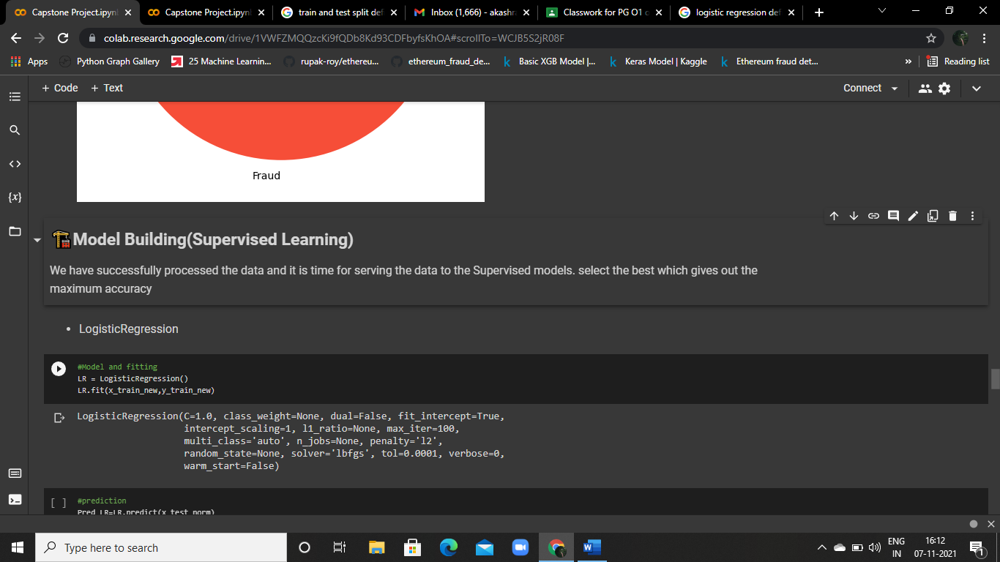 Capstone Project.ipynb
Capstone Project.ipynb
train and test split def
Inbox (1,666) - akashra
Classwork for PG O1 c
logistic regression def
colab.research.google.com/drive/1VWFZMQQzcKi9fQDb8Kd93CDFbyfsKhOA#scrollTo=WCJB5S2jR08F
Apps
Python Graph Gallery
25 Machine Learnin...
rupak-roy/ethereu...
ethereum_fraud_de...
Basic XGB Model |...
Keras Model | Kaggle
Ethereum fraud det...
»
Reading list
+ Code
+ Text
Connect
Fraud
Model Building(Supervised Learning)
We have successfully processed the data and it is time for serving the data to the Supervised models. select the best which gives out the
maximum accuracy
• LogisticRegression
#Model and fitting
LR = LogisticRegression()
LR.fit(x_train_new,y_train_new)
LogisticRegression(C=1.0, class_weight=None, dual=False, fit_intercept=True,
intercept_scaling=1, l1_ratio=None, max_iter=100,
multi_class='auto', n_jobs=None, penalty='l2',
random_state=None, solver='lbfgs', tol=0.0001, verbose=0,
warm_start=False)
[ ]
#prediction
Pred_LR=LR.predict(x_test_norm)
Type here to search
ENG
IN
16:12
07-11-2021
1